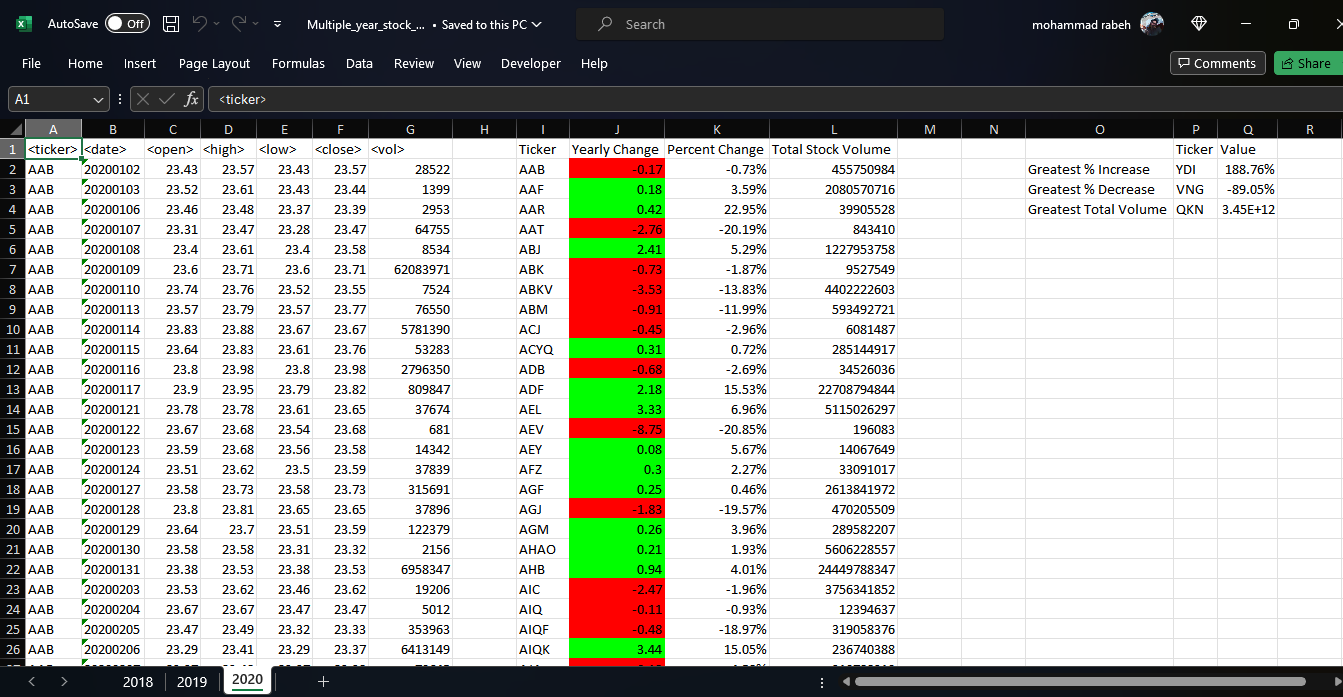 AutoSave Off Multiple_year_stock_... • Saved to this PC Search mohammad rabeh
File Home Insert Page Layout Formulas Data Review View Developer Help Comments Share
A1 fx <ticker>
A B C D E F G H I J K L M N O P Q R
1 <ticker> <date> <open> <high> <low> <close> <vol> Ticker Yearly Change Percent Change Total Stock Volume Ticker Value
2 AAB 20200102 23.43 23.57 23.43 23.57 28522 AAB -0.17 -0.73% 455750984 Greatest % Increase YDI 188.76%
3 AAB 20200103 23.52 23.61 23.43 23.44 1399 AAF 0.18 3.59% 2080570716 Greatest % Decrease VNG -89.05%
4 AAB 20200106 23.46 23.48 23.37 23.39 2953 AAR 0.42 22.95% 39905528 Greatest Total Volume QKN 3.45E+12
5 AAB 20200107 23.31 23.47 23.28 23.47 64755 AAT -2.76 -20.19% 843410
6 AAB 20200108 23.4 23.61 23.4 23.58 8534 ABJ 2.41 5.29% 1227953758
7 AAB 20200109 23.6 23.71 23.6 23.71 62083971 ABK -0.73 -1.87% 9527549
8 AAB 20200110 23.74 23.76 23.52 23.55 7524 ABKV -3.53 -13.83% 4402222603
9 AAB 20200113 23.57 23.79 23.57 23.77 76550 ABM -0.91 -11.99% 593492721
10 AAB 20200114 23.83 23.88 23.67 23.67 5781390 ACJ -0.45 -2.96% 6081487
11 AAB 20200115 23.64 23.83 23.61 23.76 53283 ACYQ 0.31 0.72% 285144917
12 AAB 20200116 23.8 23.98 23.8 23.98 2796350 ADB -0.68 -2.69% 34526036
13 AAB 20200117 23.9 23.95 23.79 23.82 809847 ADF 2.18 15.53% 22708794844
14 AAB 20200121 23.78 23.78 23.61 23.65 37674 AEL 3.33 6.96% 5115026297
15 AAB 20200122 23.67 23.68 23.54 23.68 681 AEV -8.75 -20.85% 196083
16 AAB 20200123 23.59 23.68 23.56 23.58 14342 AEY 0.08 5.67% 14067649
17 AAB 20200124 23.51 23.62 23.5 23.59 37839 AFZ 0.3 2.27% 33091017
18 AAB 20200127 23.58 23.73 23.58 23.73 315691 AGF 0.25 0.46% 2613841972
19 AAB 20200128 23.8 23.81 23.65 23.65 37896 AGJ -1.83 -19.57% 470205509
20 AAB 20200129 23.64 23.7 23.51 23.59 122379 AGM 0.26 3.96% 289582207
21 AAB 20200130 23.58 23.58 23.31 23.32 2156 AHAO 0.21 1.93% 5606228557
22 AAB 20200131 23.38 23.53 23.38 23.53 6958347 AHB 0.94 4.01% 24449788347
23 AAB 20200203 23.53 23.62 23.46 23.62 19206 AIC -2.47 -1.96% 3756341852
24 AAB 20200204 23.67 23.67 23.47 23.47 5012 AIQ -0.11 -0.93% 12394637
25 AAB 20200205 23.47 23.49 23.32 23.33 353963 AIQF -0.48 -18.97% 319058376
26 AAB 20200206 23.29 23.41 23.29 23.37 6413149 AIQK 3.44 15.05% 236740388
2018 2019 2020